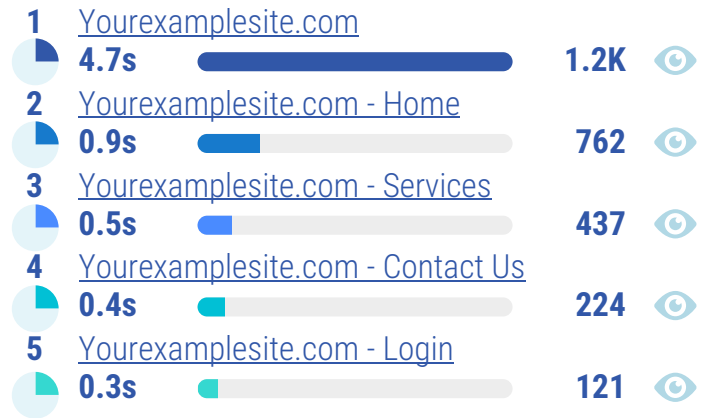 1 Yourexamplesite.com
4.7s 1.2K
2 Yourexamplesite.com - Home
0.9s 762
3 Yourexamplesite.com - Services
0.5s 437
4 Yourexamplesite.com - Contact Us
0.4s 224
5 Yourexamplesite.com - Login
0.3s 121